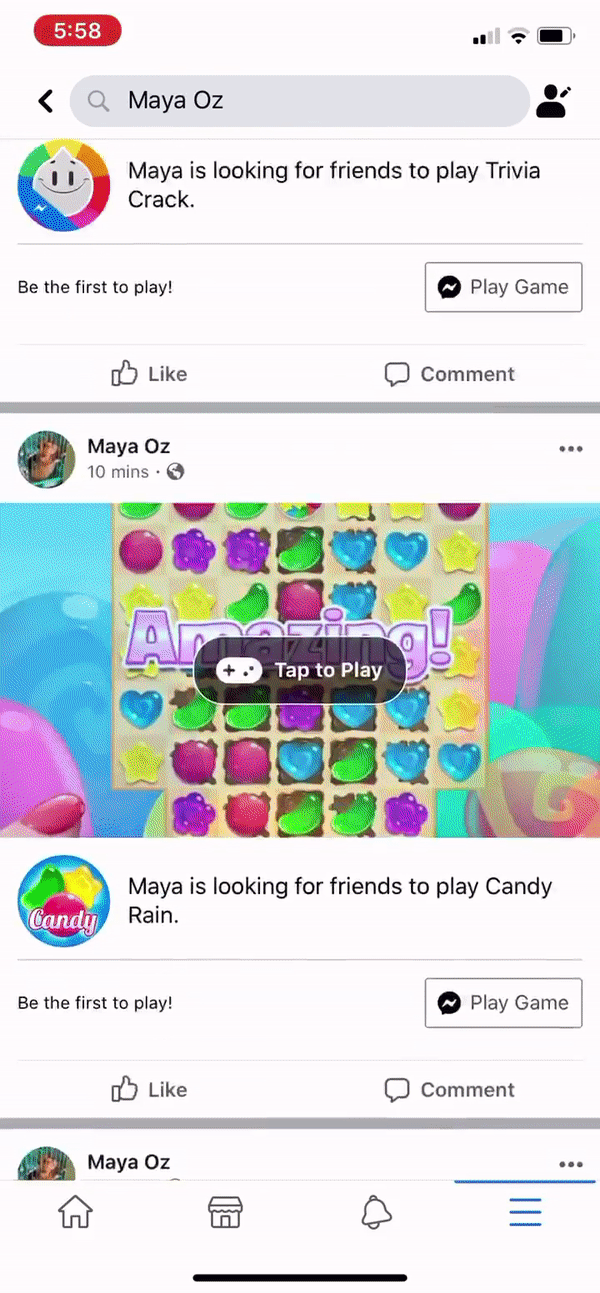 5:58
Maya Oz
Maya is looking for friends to play Trivia
Crack.
Be the first to play!
Play Game
Like
Comment
Maya Oz
10 mins ·
Amazing!
Tap to Play
Candy
Maya is looking for friends to play Candy
Rain.
Be the first to play!
Play Game
Like
Comment
Maya Oz